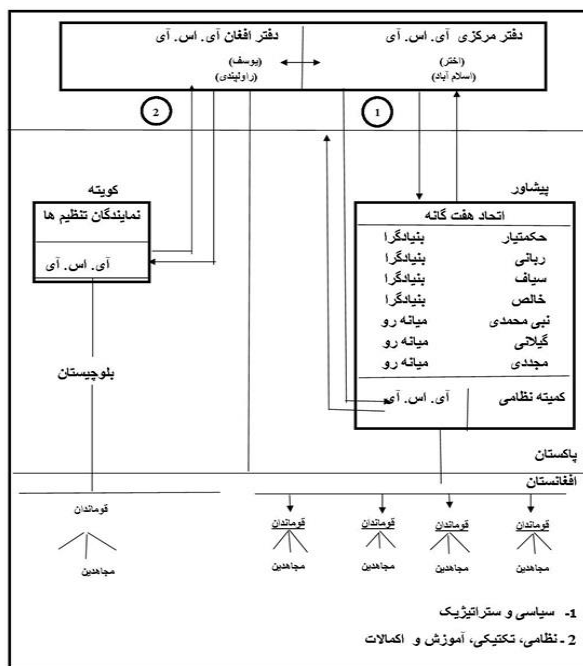 دفتر مرکزی آی. اس. آی
(اختر)
(اسلام آباد)
دفتر افغان آی. اس. آی
(یوسف)
(راولپندی)
1
2
پیشاور
اتحاد هفت گانه
حکمتیار بنیادگرا
ربانی بنیادگرا
سیاف بنیادگرا
خالص بنیادگرا
نبی محمدی میانه رو
گیلانی میانه رو
مجددی میانه رو
کمیته نظامی آی. اس. آی
کویته
نمایندگان تنظیم ها
آی. اس. آی
بلوچیستان
پاکستان
افغانستان
قوماندان قوماندان قوماندان قوماندان قوماندان
مجاهدین مجاهدین مجاهدین مجاهدین مجاهدین
1- سیاسی و ستراتیژیک
2 - نظامی، تکتیکی، آموزش و اکمالات